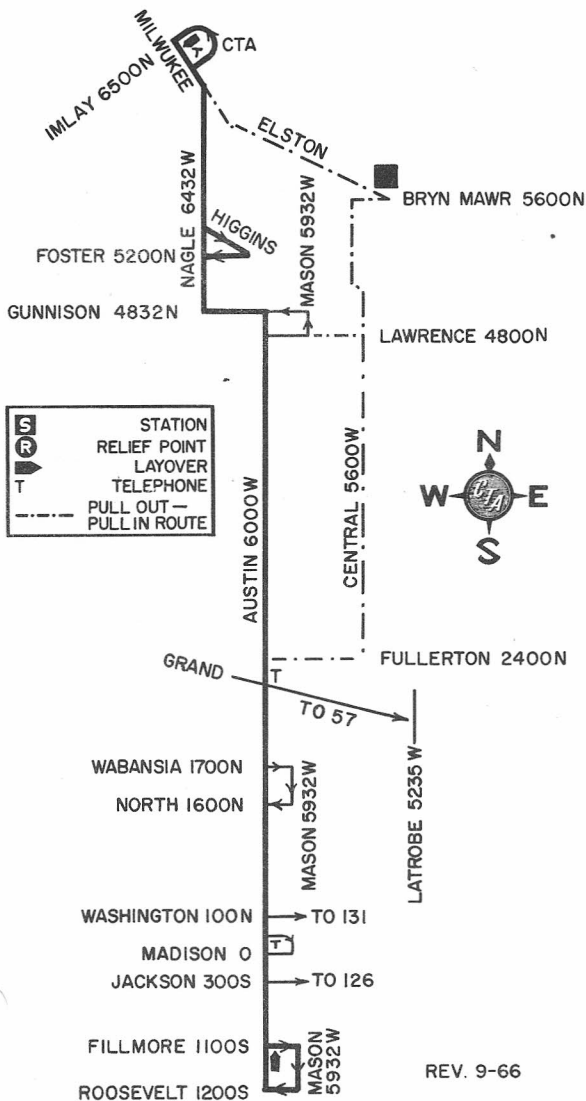 MILWUKEE
CTA
IMLAY 6500N
ELSTON
BRYN MAWR 5600N
NAGLE 6432W
HIGGINS
MASON 5932W
FOSTER 5200N
GUNNISON 4832N
LAWRENCE 4800N
S STATION
R RELIEF POINT
LAYOVER
T TELEPHONE
PULL OUT —
PULL IN ROUTE
AUSTIN 6000W
CENTRAL 5600W
N
W CTA E
S
FULLERTON 2400N
T
GRAND
TO 57
LATROBE 5235 W
WABANSIA 1700N
NORTH 1600N
MASON 5932W
WASHINGTON 100N
TO 131
T
MADISON 0
JACKSON 300S
TO 126
FILLMORE 1100S
MASON
5932W
ROOSEVELT 1200S
REV. 9-66